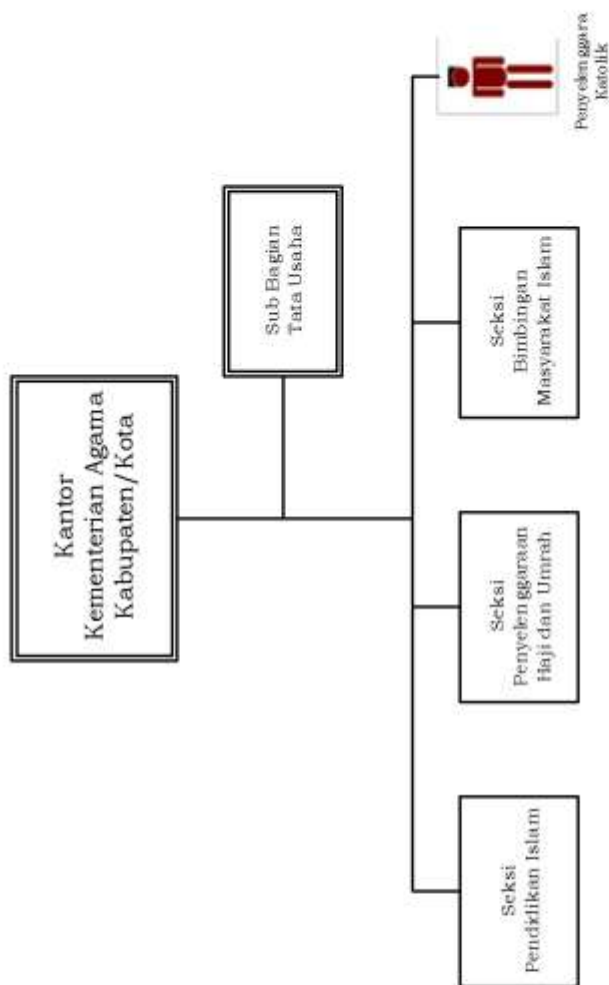 Kantor
Kementerian Agama
Kabupaten/Kota
Sub Bagian
Tata Usaha
Seksi
Pendidikan Islam
Seksi
Penyelenggaraan
Haji dan Umrah
Seksi
Bimbingan
Masyarakat Islam
Penyelenggara
Katolik